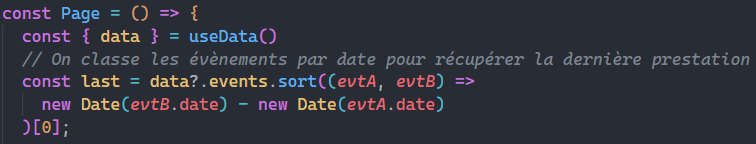 const Page = () => {
const { data } = useData()
// On classe les évènements par date pour récupérer la dernière prestation
const last = data?.events.sort((evtA, evtB) =>
new Date(evtB.date) - new Date(evtA.date)
)[0];